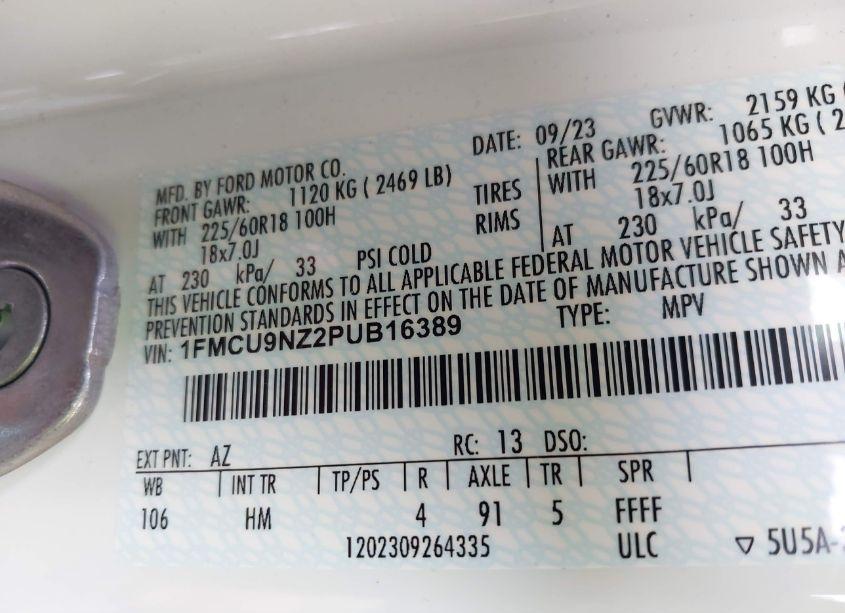 MFD. BY FORD MOTOR CO. DATE: 09/23 GVWR: 2159 KG (
FRONT GAWR: 1120 KG ( 2469 LB) TIRES REAR GAWR: 1065 KG ( 2
WITH 225/60R18 100H RIMS WITH 225/60R18 100H
18x7.0J 18x7.0J
AT 230 kPa/ 33 PSI COLD AT 230 kPa/ 33
THIS VEHICLE CONFORMS TO ALL APPLICABLE FEDERAL MOTOR VEHICLE SAFETY
PREVENTION STANDARDS IN EFFECT ON THE DATE OF MANUFACTURE SHOWN A
VIN: 1FMCU9NZ2PUB16389 TYPE: MPV
EXT PNT: AZ RC: 13 DSO:
WB INT TR TP/PS R AXLE TR SPR
106 HM 4 91 5 FFFF
1202309264335 ULC 5U5A-